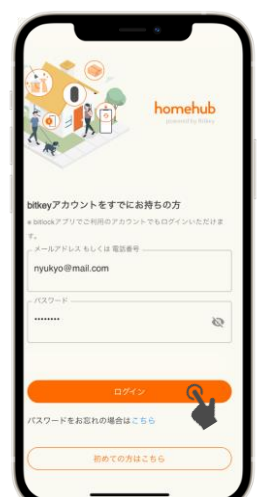 homehub
powered by Bitkey
bitkeyアカウントをすでにお持ちの方
※ bitlockアプリでご利用のアカウントでもログインいただけます。
メールアドレス もしくは 電話番号
nyukyo@mail.com
パスワード
••••••••
ログイン
パスワードをお忘れの場合はこちら
初めての方はこちら